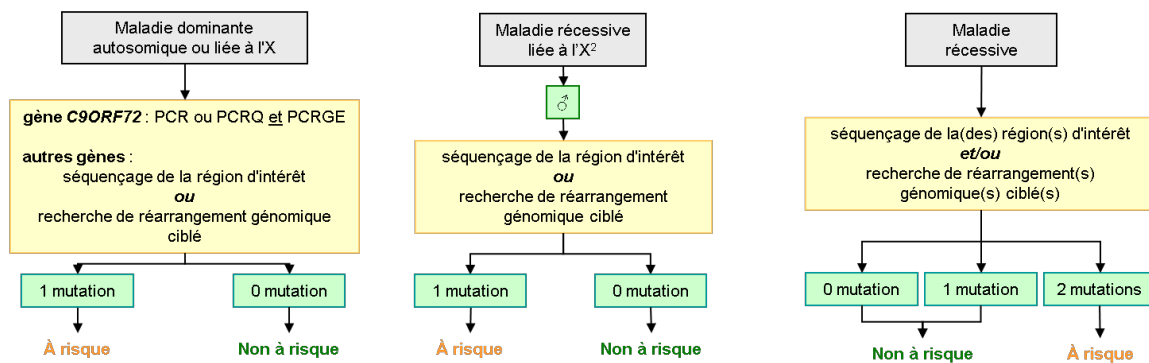 Maladie dominante
autosomique ou liée à l'X
gène C9ORF72 : PCR ou PCRQ et PCRGE
autres gènes :
séquençage de la région d'intérêt
ou
recherche de réarrangement génomique
ciblé
1 mutation
0 mutation
À risque
Non à risque
Maladie récessive
liée à l'X²
♂
séquençage de la région d'intérêt
ou
recherche de réarrangement
génomique ciblé
1 mutation
0 mutation
À risque
Non à risque
Maladie
récessive
séquençage de la(des) région(s) d'intérêt
et/ou
recherche de réarrangement(s)
génomique(s) ciblé(s)
0 mutation
1 mutation
2 mutations
Non à risque
À risque